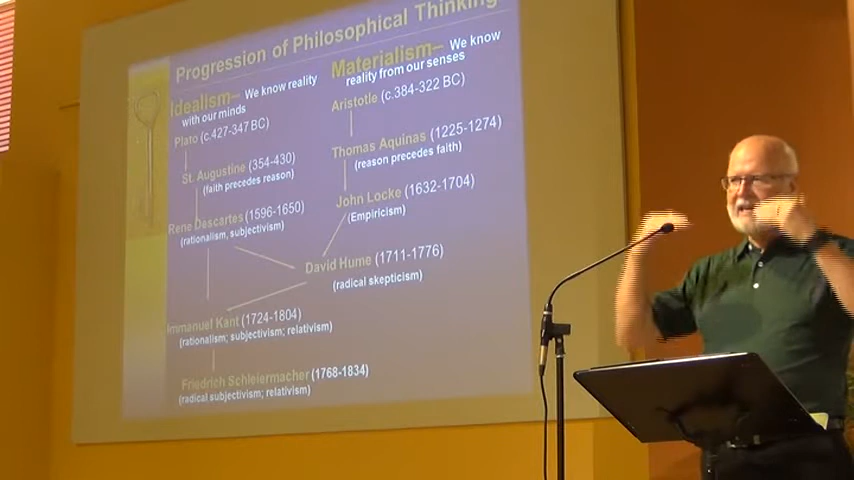 Progression of Philosophical Thinking
Idealism– We know reality
with our minds
Plato (c.427-347 BC)
St. Augustine (354-430)
(faith precedes reason)
Rene Descartes (1596-1650)
(rationalism, subjectivism)
Materialism– We know
reality from our senses
Aristotle (c.384-322 BC)
Thomas Aquinas (1225-1274)
(reason precedes faith)
John Locke (1632-1704)
(Empiricism)
David Hume (1711-1776)
(radical skepticism)
Immanuel Kant (1724-1804)
(rationalism; subjectivism; relativism)
Friedrich Schleiermacher (1768-1834)
(radical subjectivism; relativism)